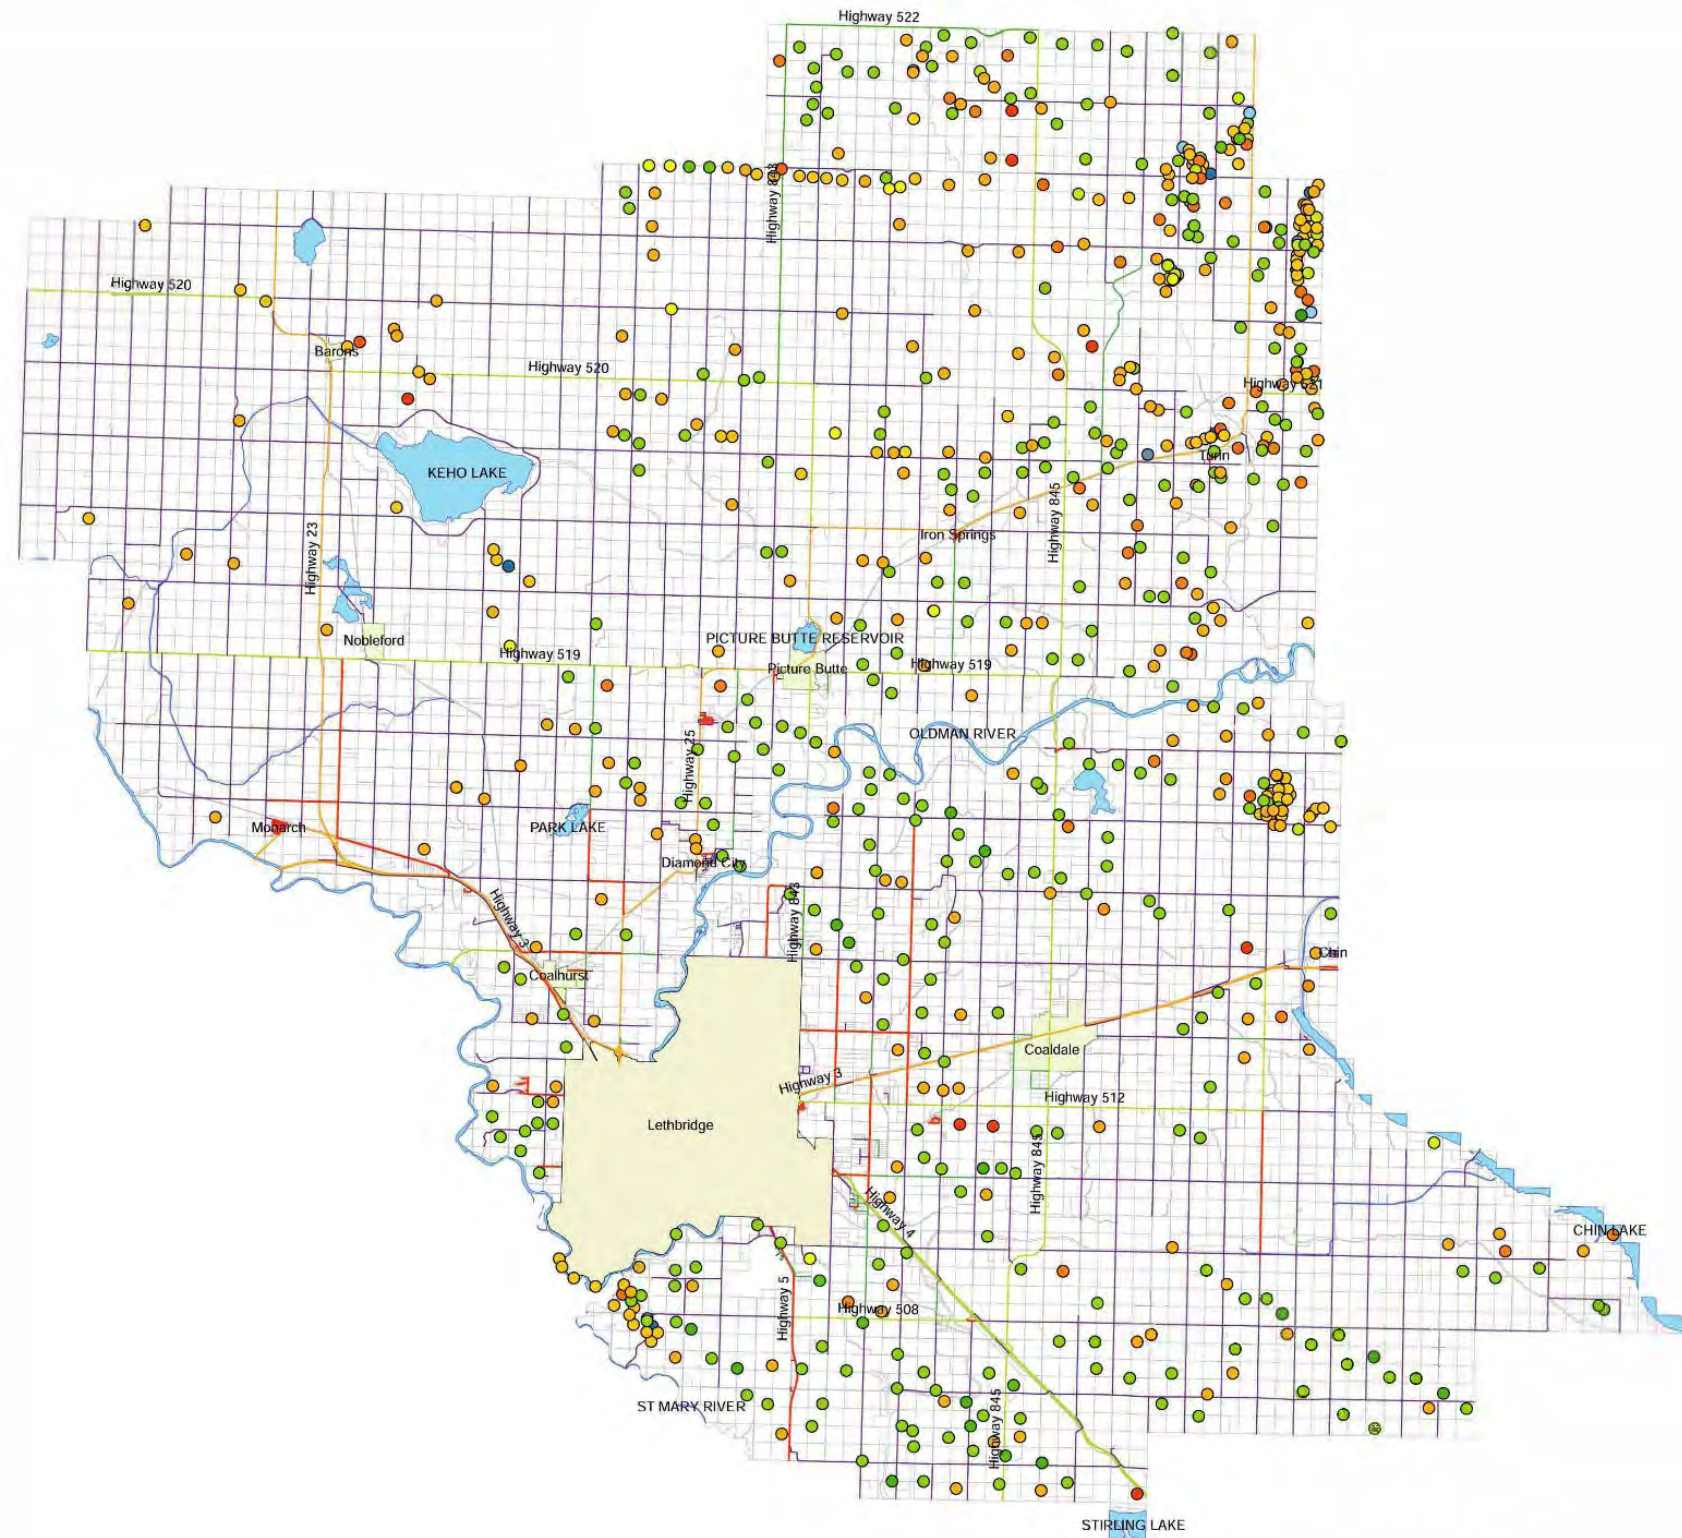 Highway 522
Highway 843
Highway 520
Barons
Highway 520
Highway 521
KEHO LAKE
Turin
Highway 845
Highway 23
Iron Springs
Nobleford
PICTURE BUTTE RESERVOIR
Highway 519
Picture Butte
Highway 519
OLDMAN RIVER
Highway 25
Monarch
PARK LAKE
Diamond City
Highway 3
Highway 843
Chin
Coalhurst
Coaldale
Highway 3
Highway 512
Lethbridge
Highway 845
Highway 4
CHIN LAKE
Highway 5
Highway 508
ST MARY RIVER
Highway 845
STIRLING LAKE